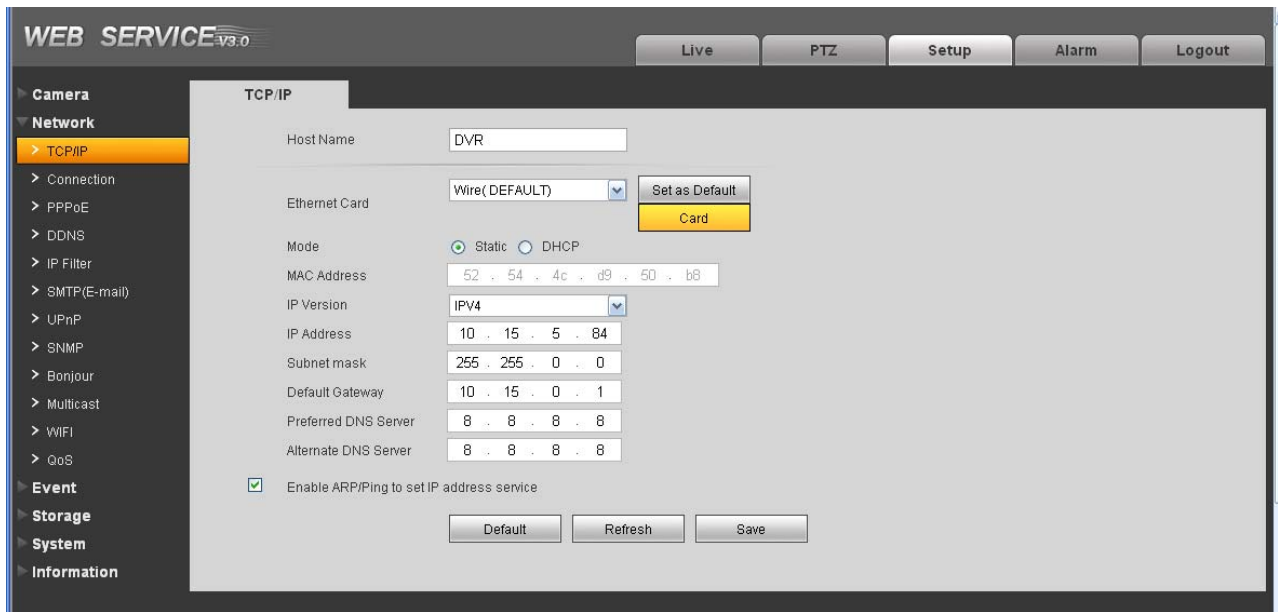 WEB SERVICE V3.0
Live PTZ Setup Alarm Logout
Camera
Network
> TCP/IP
> Connection
> PPPoE
> DDNS
> IP Filter
> SMTP(E-mail)
> UPnP
> SNMP
> Bonjour
> Multicast
> WIFI
> QoS
Event
Storage
System
Information
TCP/IP
Host Name DVR
Ethernet Card Wire( DEFAULT) Set as Default
Card
Mode Static DHCP
MAC Address 52 . 54 . 4c . d9 . 50 . b8
IP Version IPV4
IP Address 10 . 15 . 5 . 84
Subnet mask 255 . 255 . 0 . 0
Default Gateway 10 . 15 . 0 . 1
Preferred DNS Server 8 . 8 . 8 . 8
Alternate DNS Server 8 . 8 . 8 . 8
Enable ARP/Ping to set IP address service
Default Refresh Save